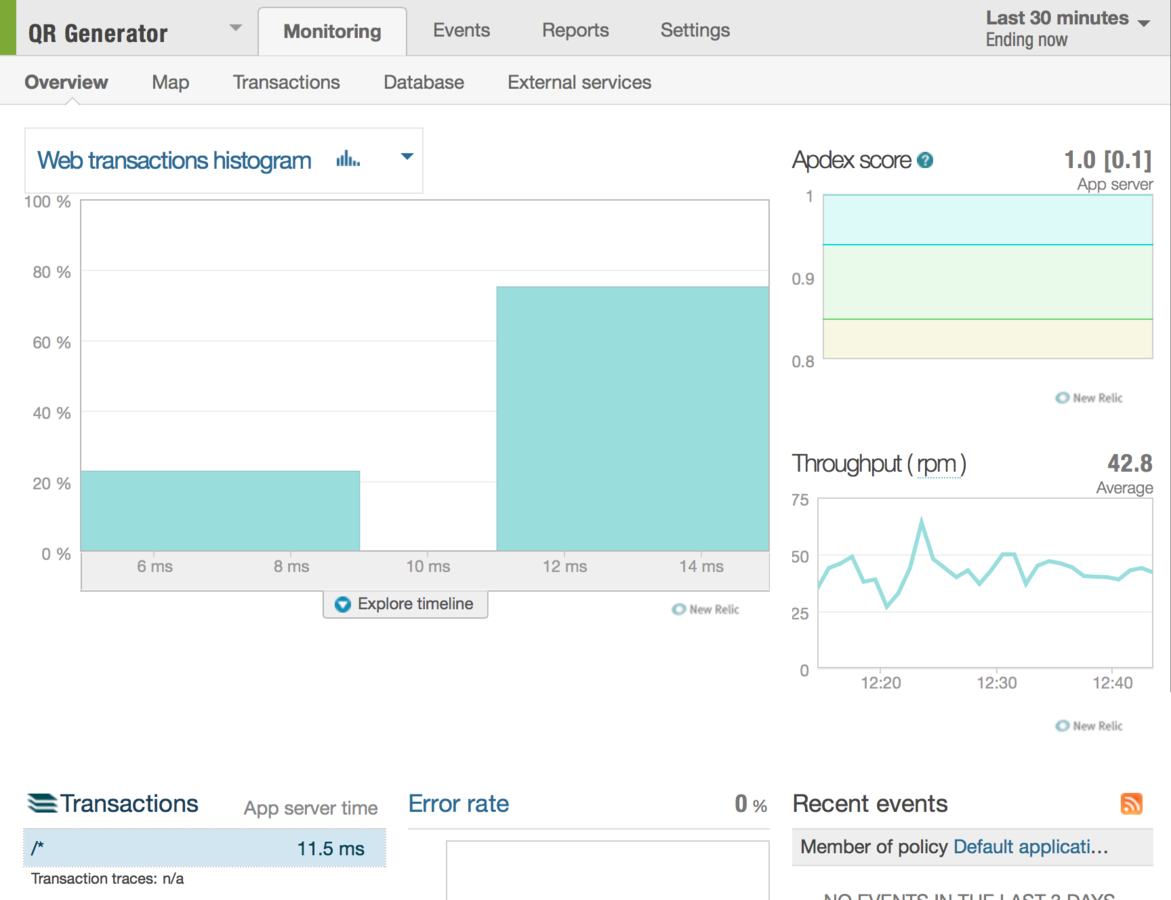 QR Generator
Monitoring
Events
Reports
Settings
Last 30 minutes
Ending now
Overview
Map
Transactions
Database
External services
Web transactions histogram
100 %
80 %
60 %
40 %
20 %
0 %
6 ms
8 ms
10 ms
12 ms
14 ms
Explore timeline
New Relic
Apdex score ?
1.0 [0.1]
App server
1
0.9
0.8
New Relic
Throughput ( rpm )
42.8
Average
75
50
25
0
12:20
12:30
12:40
New Relic
Transactions
App server time
/*
11.5 ms
Transaction traces: n/a
Error rate
0 %
Recent events
Member of policy Default applicati...
NO EVENTS IN THE LAST 3 DAYS